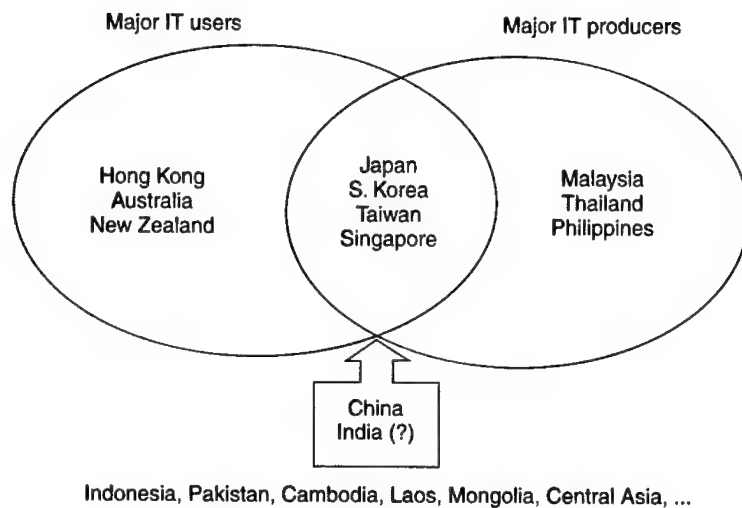 Major IT users
Major IT producers
Hong Kong
Australia
New Zealand
Japan
S. Korea
Taiwan
Singapore
Malaysia
Thailand
Philippines
China
India (?)
Indonesia, Pakistan, Cambodia, Laos, Mongolia, Central Asia, ...